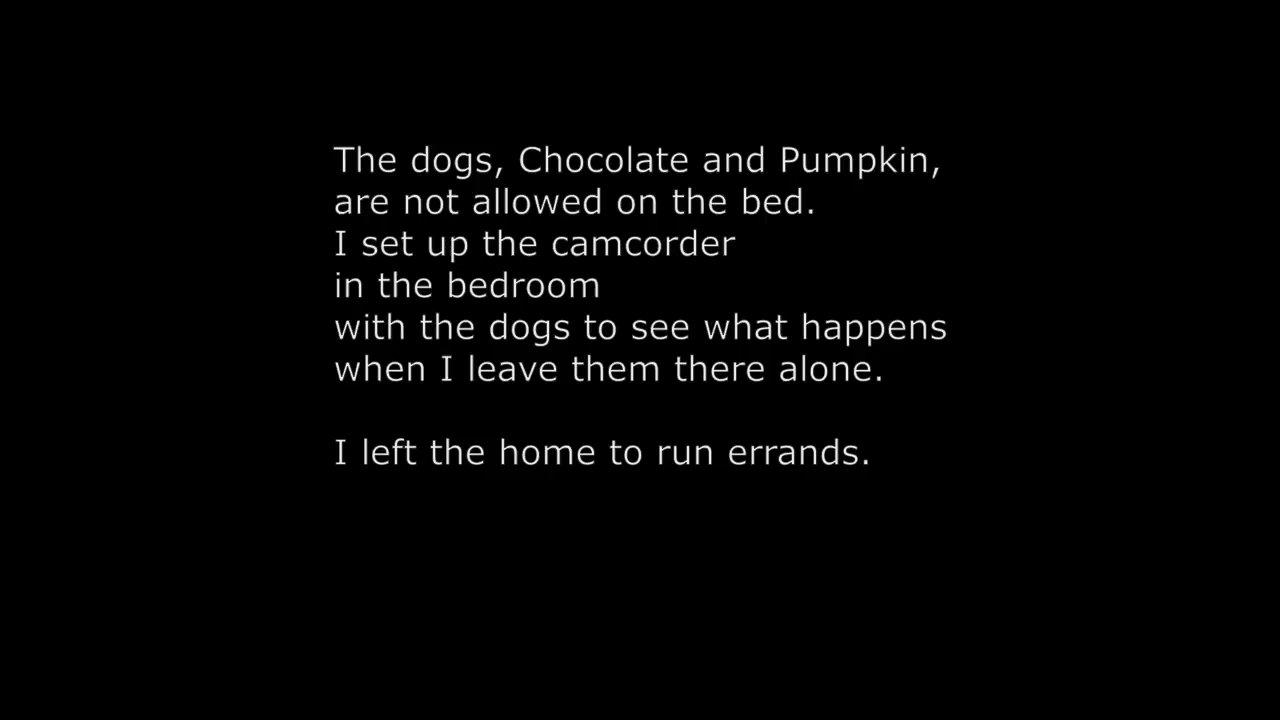 The dogs, Chocolate and Pumpkin,
are not allowed on the bed.
I set up the camcorder
in the bedroom
with the dogs to see what happens
when I leave them there alone.
I left the home to run errands.